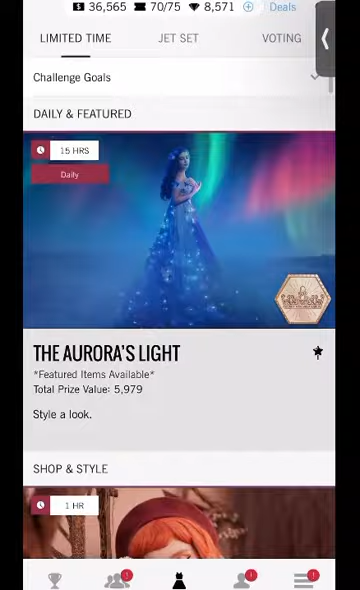 $ 36,565 70/75 8,571 Deals
LIMITED TIME JET SET VOTING
Challenge Goals
DAILY & FEATURED
15 HRS
Daily
THE AURORA'S LIGHT
*Featured Items Available*
Total Prize Value: 5,979
Style a look.
SHOP & STYLE
1 HR
! ! !